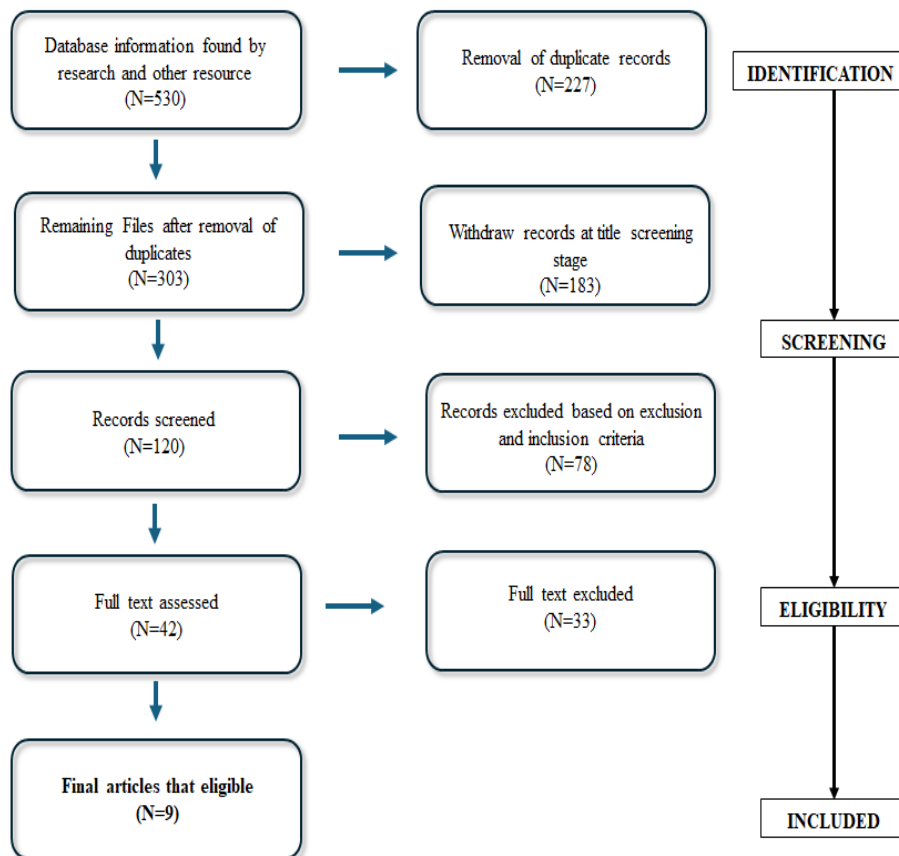 Database information found by
research and other resource
(N=530)
Removal of duplicate records
(N=227)
IDENTIFICATION
Remaining Files after removal of
duplicates
(N=303)
Withdraw records at title screening
stage
(N=183)
SCREENING
Records screened
(N=120)
Records excluded based on exclusion
and inclusion criteria
(N=78)
Full text assessed
(N=42)
Full text excluded
(N=33)
ELIGIBILITY
Final articles that eligible
(N=9)
INCLUDED